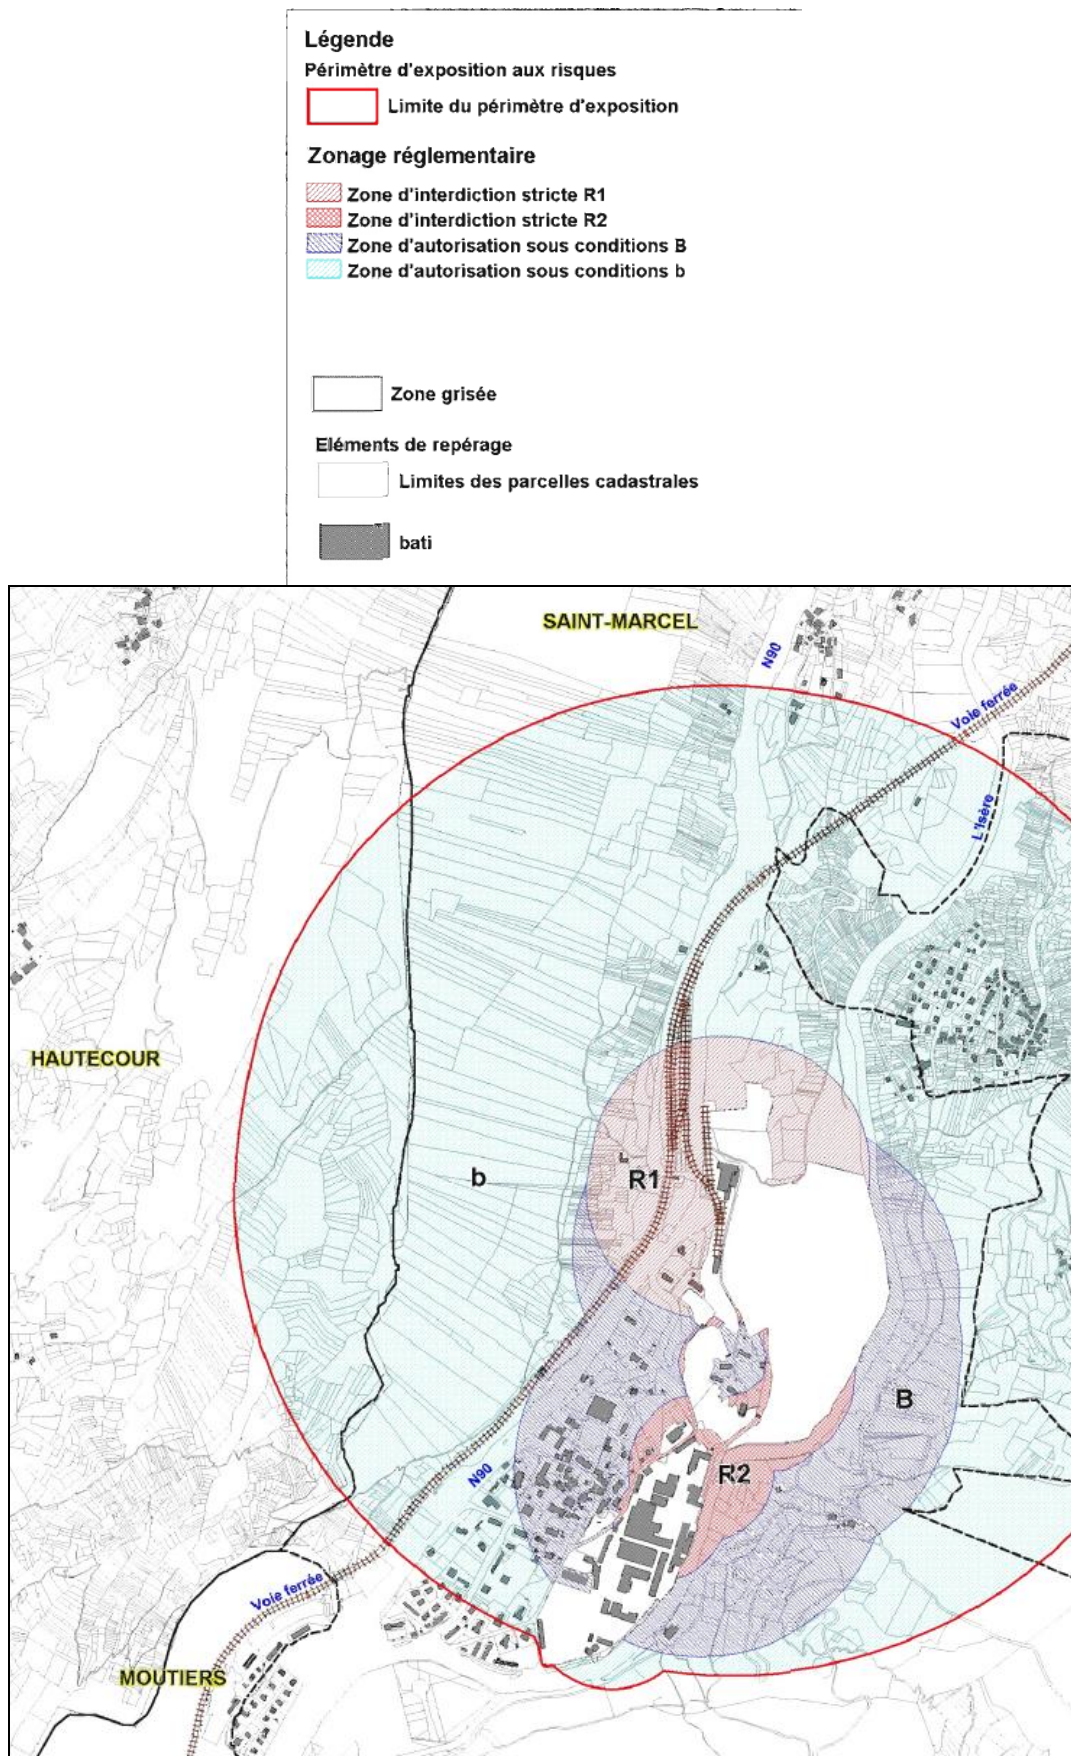 Légende
Périmètre d'exposition aux risques
Limite du périmètre d'exposition
Zonage réglementaire
Zone d'interdiction stricte R1
Zone d'interdiction stricte R2
Zone d'autorisation sous conditions B
Zone d'autorisation sous conditions b
Zone grisée
Eléments de repérage
Limites des parcelles cadastrales
bati
SAINT-MARCEL
N90
Voie ferrée
L'Isère
HAUTECOUR
b
R1
B
N90
R2
Voie ferrée
MOUTIERS